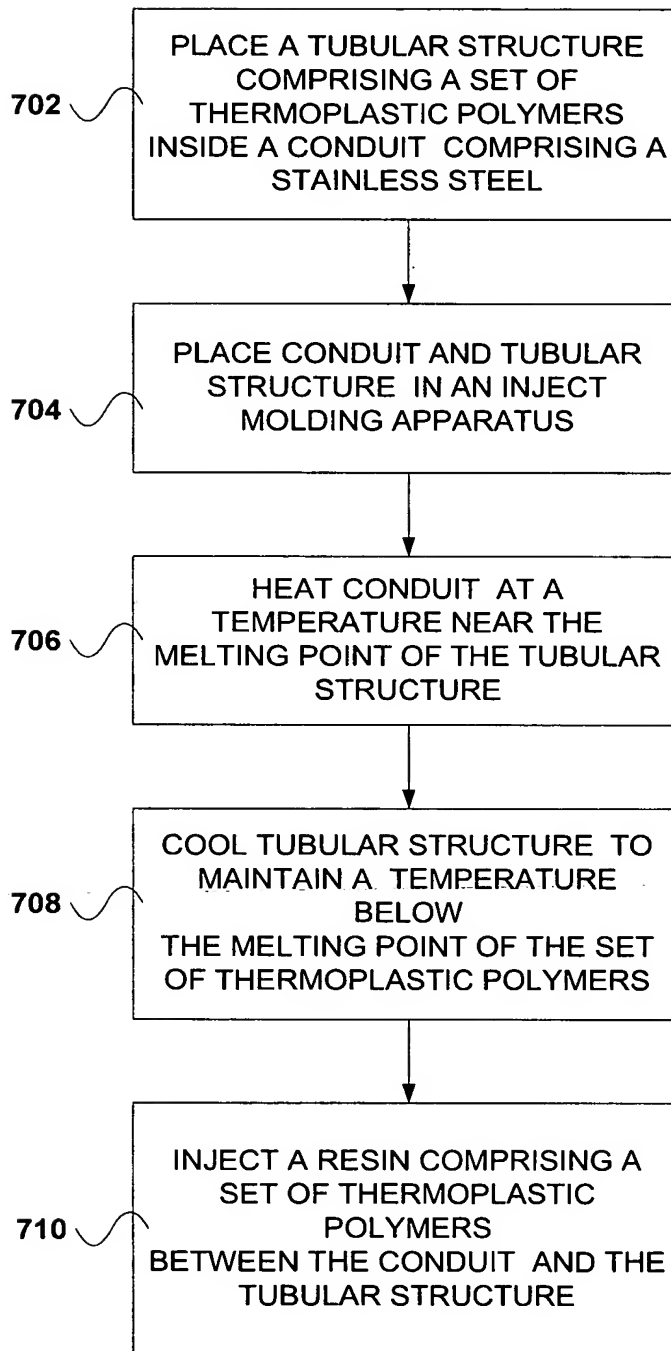 PLACE A TUBULAR STRUCTURE
COMPRISING A SET OF
702
THERMOPLASTIC POLYMERS
INSIDE A CONDUIT COMPRISING A
STAINLESS STEEL
PLACE CONDUIT AND TUBULAR
STRUCTURE IN AN INJECT
704
MOLDING APPARATUS
HEAT CONDUIT AT A
TEMPERATURE NEAR THE
706
MELTING POINT OF THE TUBULAR
STRUCTURE
COOL TUBULAR STRUCTURE TO
MAINTAIN A TEMPERATURE
708
BELOW
THE MELTING POINT OF THE SET
OF THERMOPLASTIC POLYMERS
INJECT A RESIN COMPRISING A
SET OF THERMOPLASTIC
710
POLYMERS
BETWEEN THE CONDUIT AND THE
TUBULAR STRUCTURE